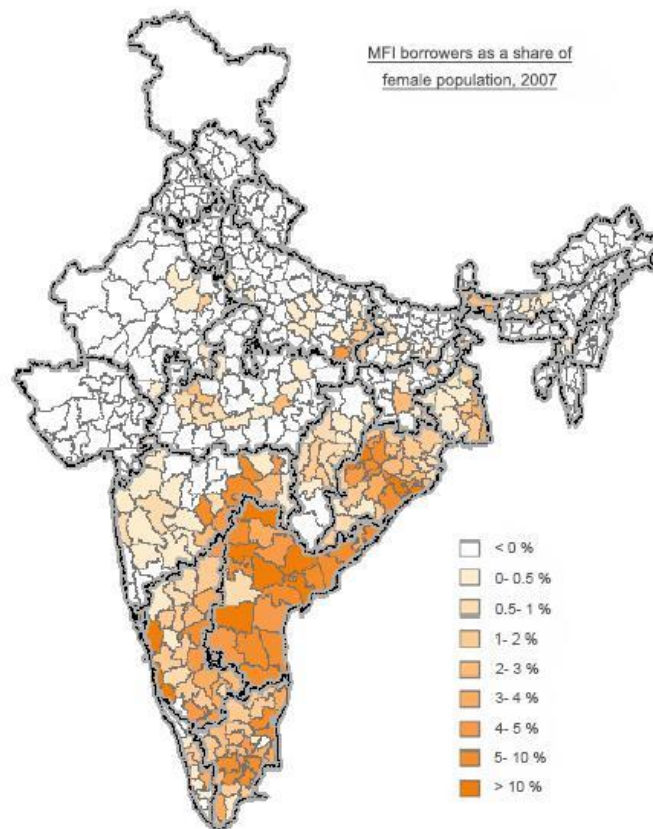 MFI borrowers as a share of
female population, 2007
< 0 %
0- 0.5 %
0.5- 1 %
1- 2 %
2- 3 %
3- 4 %
4- 5 %
5- 10 %
> 10 %